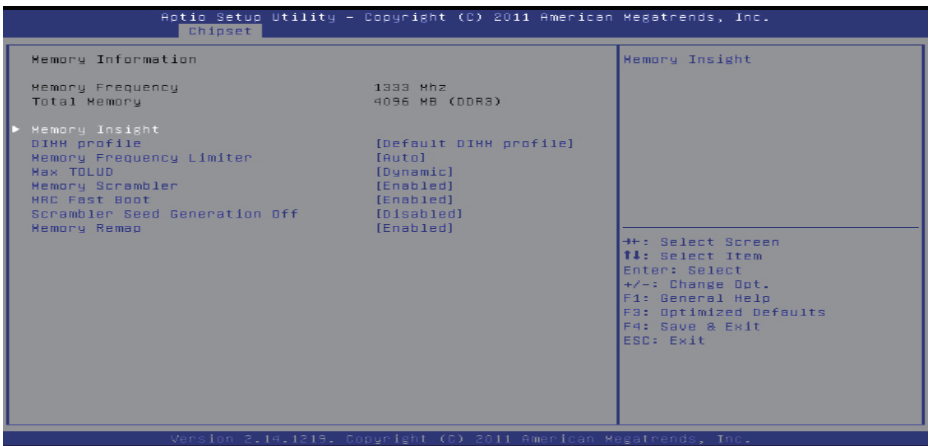 Aptio Setup Utility – Copyright (C) 2011 American Megatrends, Inc.
Chipset
Memory Information
Memory Frequency 1333 Mhz
Total Memory 4096 MB (DDR3)
► Memory Insight
DIMM profile [Default DIMM profile]
Memory Frequency Limiter [Auto]
Max TOLUD [Dynamic]
Memory Scrambler [Enabled]
MRC Fast Boot [Enabled]
Scrambler Seed Generation Off [Disabled]
Memory Remap [Enabled]
Memory Insight
→←: Select Screen
↑↓: Select Item
Enter: Select
+/-: Change Opt.
F1: General Help
F3: Optimized Defaults
F4: Save & Exit
ESC: Exit
Version 2.14.1219. Copyright (C) 2011 American Megatrends, Inc.